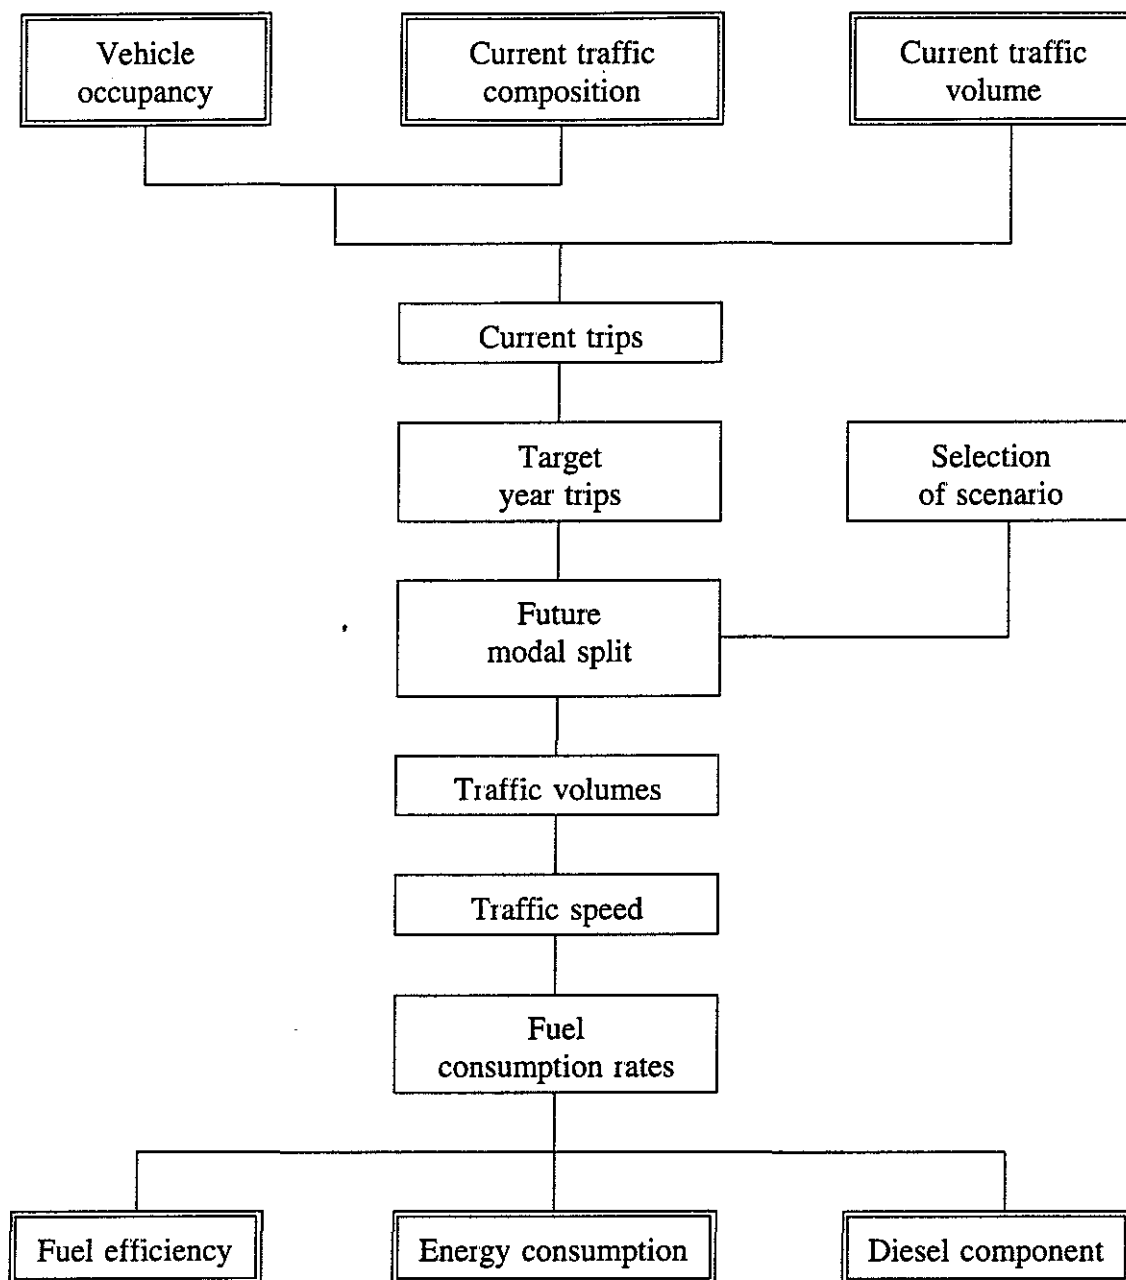 Vehicle
occupancy
Current traffic
composition
Current traffic
volume
Current trips
Target
year trips
Selection
of scenario
Future
modal split
Traffic volumes
Traffic speed
Fuel
consumption rates
Fuel efficiency
Energy consumption
Diesel component